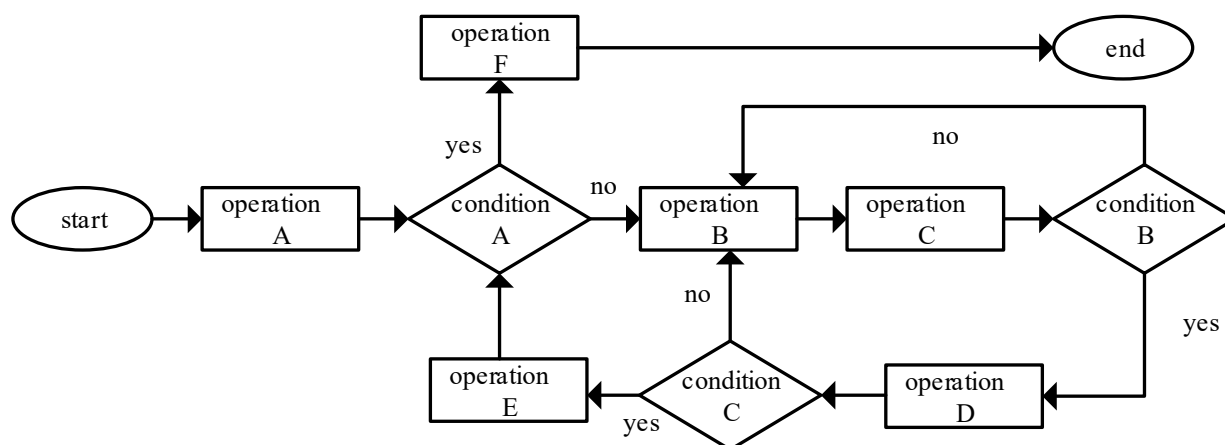 operation
F
end
yes
no
start
operation
A
condition
A
no
operation
B
operation
C
condition
B
no
yes
operation
E
yes
condition
C
operation
D